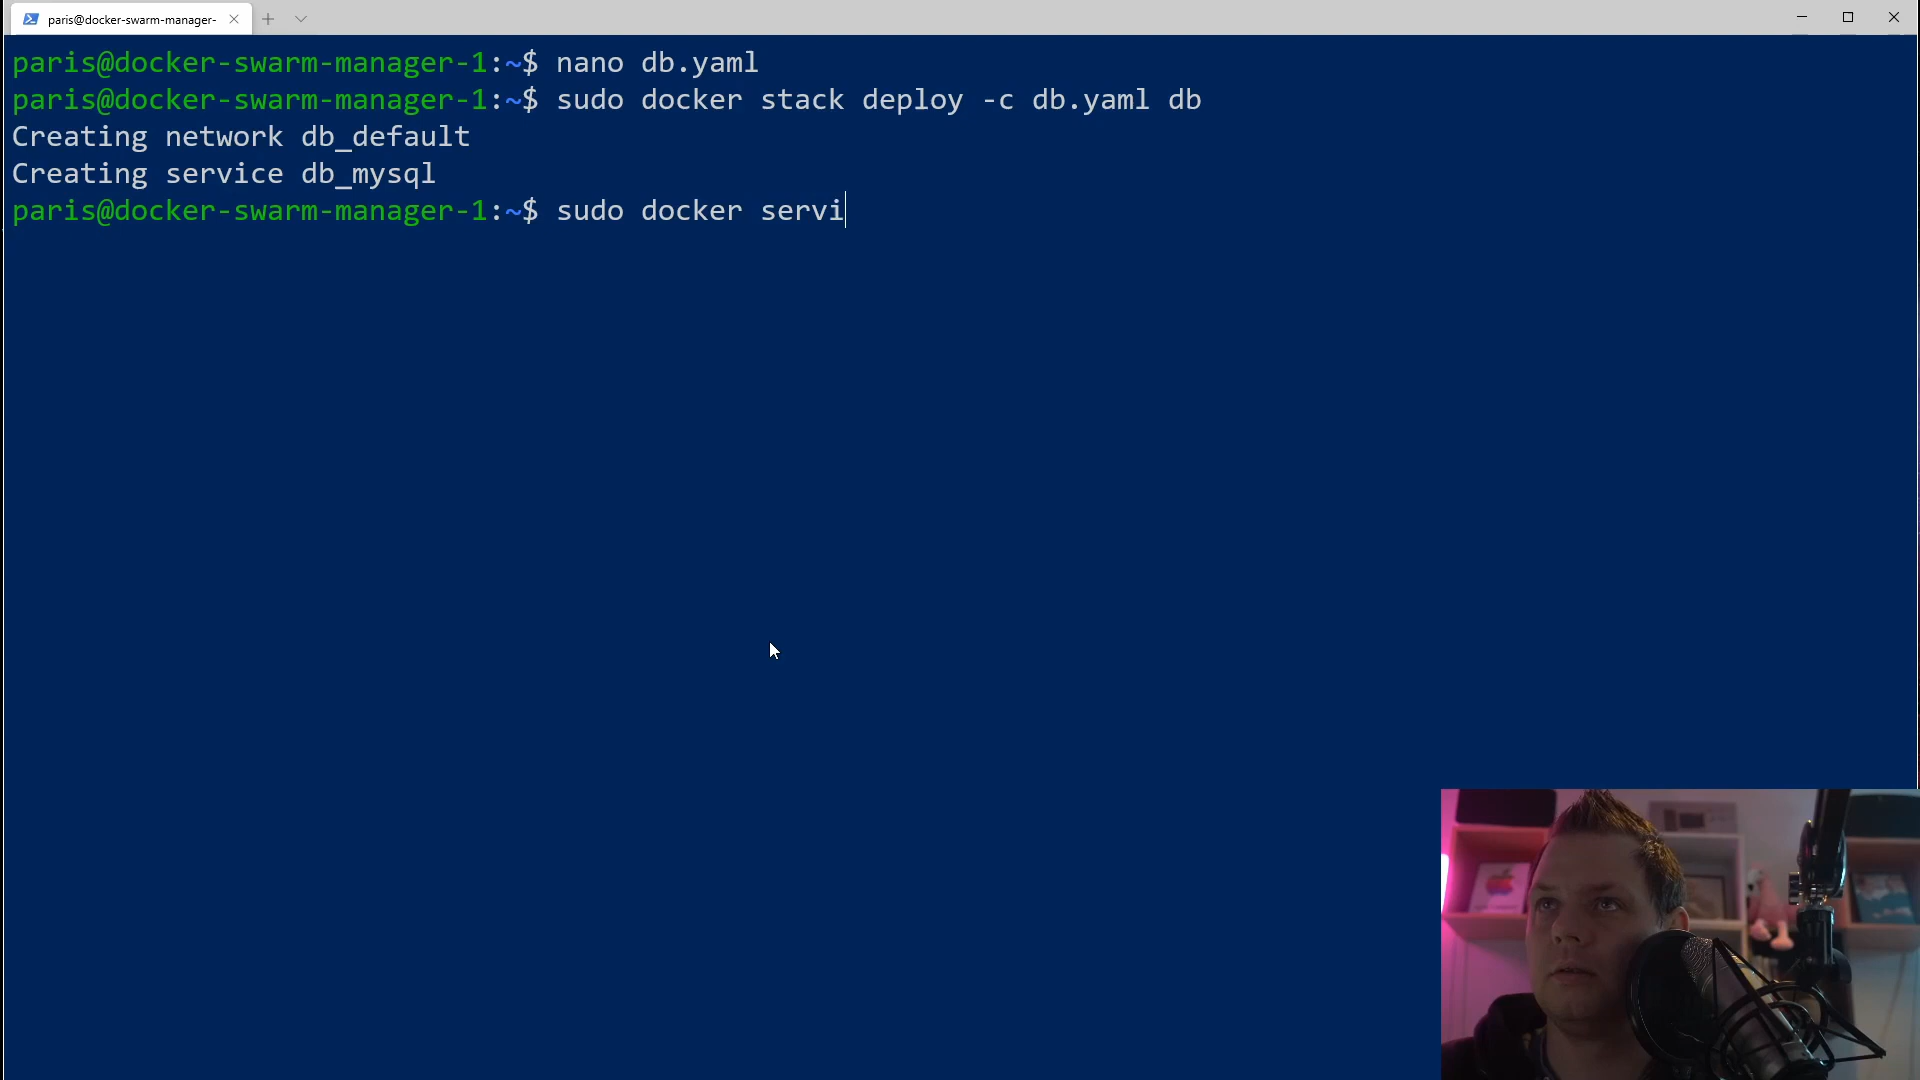 paris@docker-swarm-manager-
paris@docker-swarm-manager-1:~$ nano db.yaml
paris@docker-swarm-manager-1:~$ sudo docker stack deploy -c db.yaml db
Creating network db_default
Creating service db_mysql
paris@docker-swarm-manager-1:~$ sudo docker servi